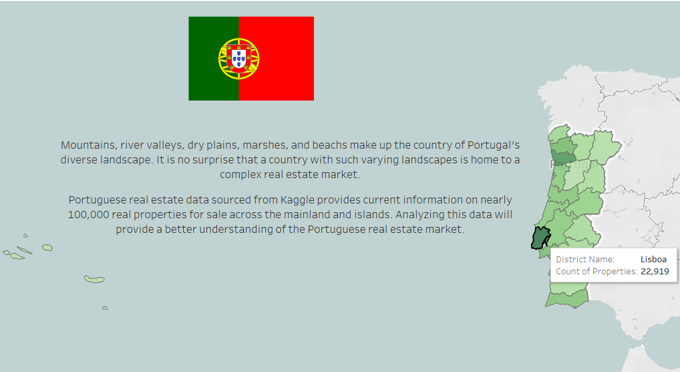 Mountains, river valleys, dry plains, marshes, and beachs make up the country of Portugal's
diverse landscape. It is no surprise that a country with such varying landscapes is home to a
complex real estate market.
Portuguese real estate data sourced from Kaggle provides current information on nearly
100,000 real properties for sale across the mainland and islands. Analyzing this data will
provide a better understanding of the Portuguese real estate market.
District Name: Lisboa
Count of Properties: 22,919